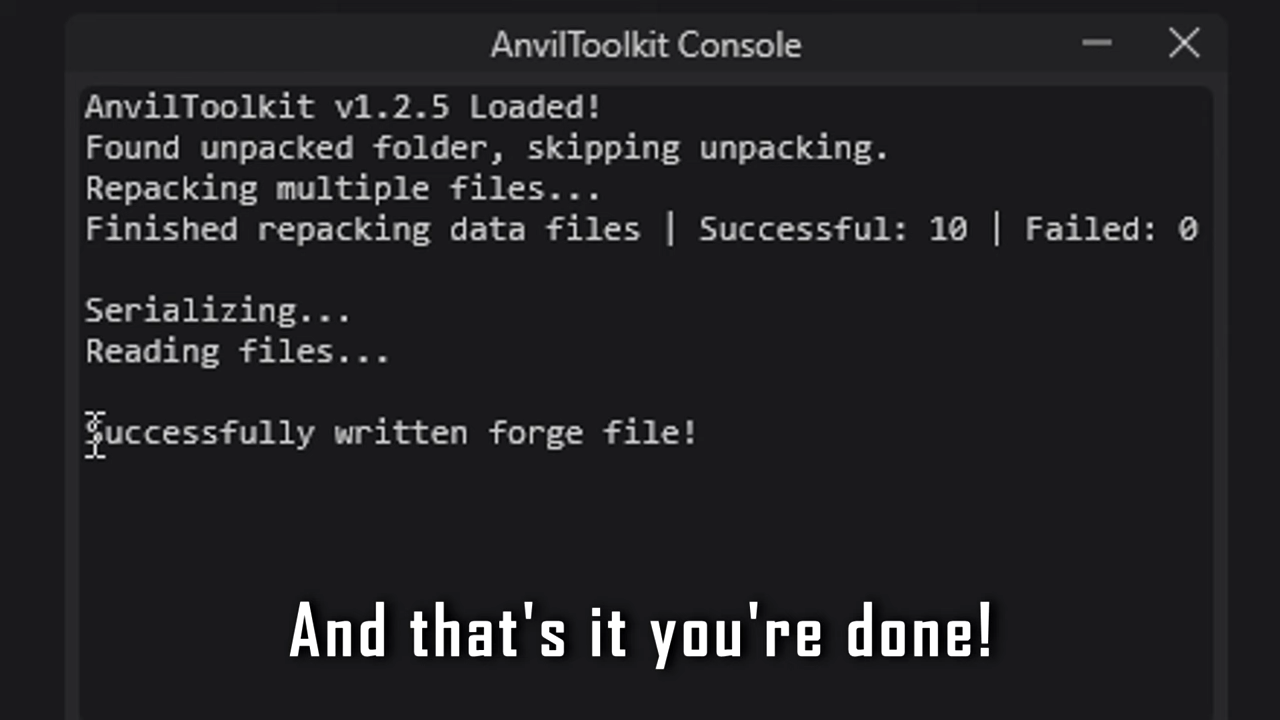 AnvilToolkit Console
AnvilToolkit v1.2.5 Loaded!
Found unpacked folder, skipping unpacking.
Repacking multiple files...
Finished repacking data files | Successful: 10 | Failed: 0
Serializing...
Reading files...
Successfully written forge file!
And that's it you're done!